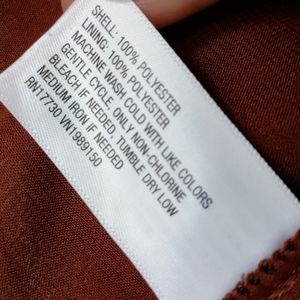 SHELL: 100% POLYESTER
LINING: 100% POLYESTER
MACHINE WASH COLD WITH LIKE COLORS
GENTLE CYCLE. ONLY NON-CHLORINE
BLEACH IF NEEDED, TUMBLE DRY LOW
MEDIUM IRON IF NEEDED
RN17730 VN1989150